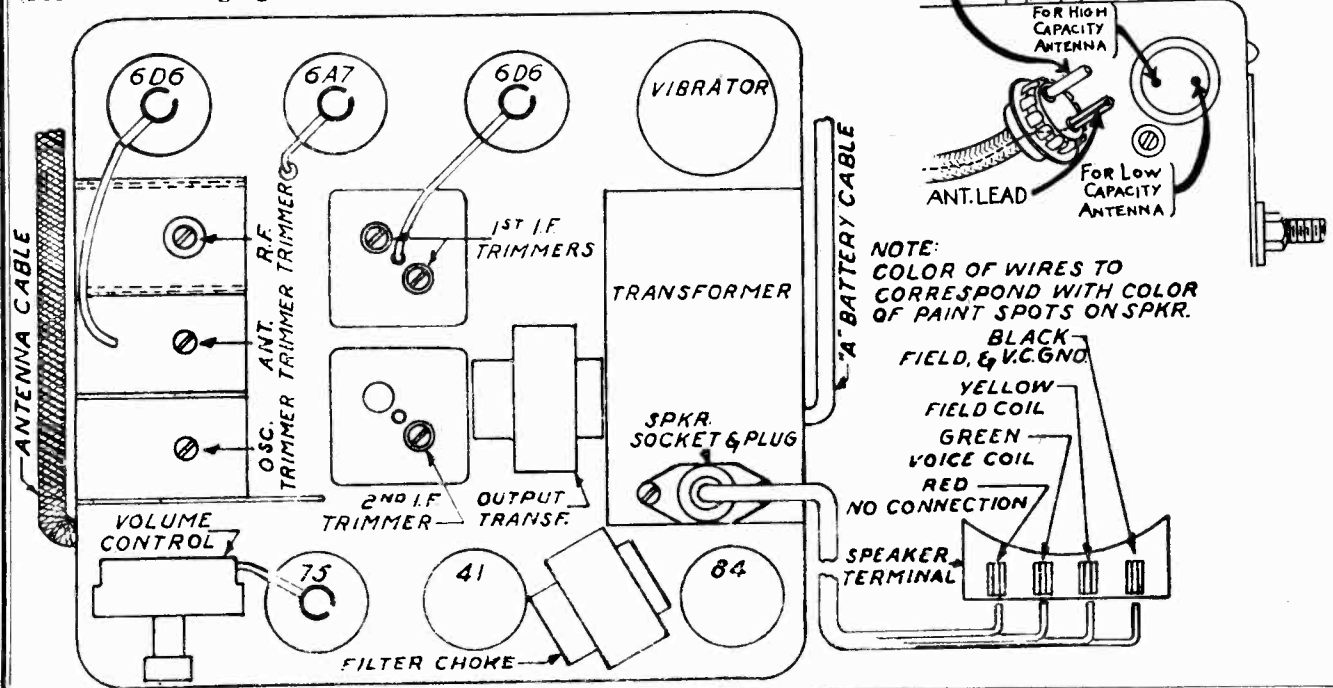 6D6
6A7
6D6
VIBRATOR
FOR HIGH
CAPACITY
ANTENNA
ANT. LEAD
FOR LOW
CAPACITY
ANTENNA
ANTENNA CABLE
R.F.
TRIMMER
ANT.
TRIMMER
OSC.
TRIMMER
1ST I.F.
TRIMMERS
TRANSFORMER
"A" BATTERY CABLE
NOTE:
COLOR OF WIRES TO
CORRESPOND WITH COLOR
OF PAINT SPOTS ON SPKR.
BLACK
FIELD, & V.C. GND.
YELLOW
FIELD COIL
GREEN
VOICE COIL
RED
NO CONNECTION
SPKR.
SOCKET & PLUG
2ND I.F.
TRIMMER
OUTPUT
TRANSF.
VOLUME
CONTROL
75
41
84
SPEAKER
TERMINAL
FILTER CHOKE